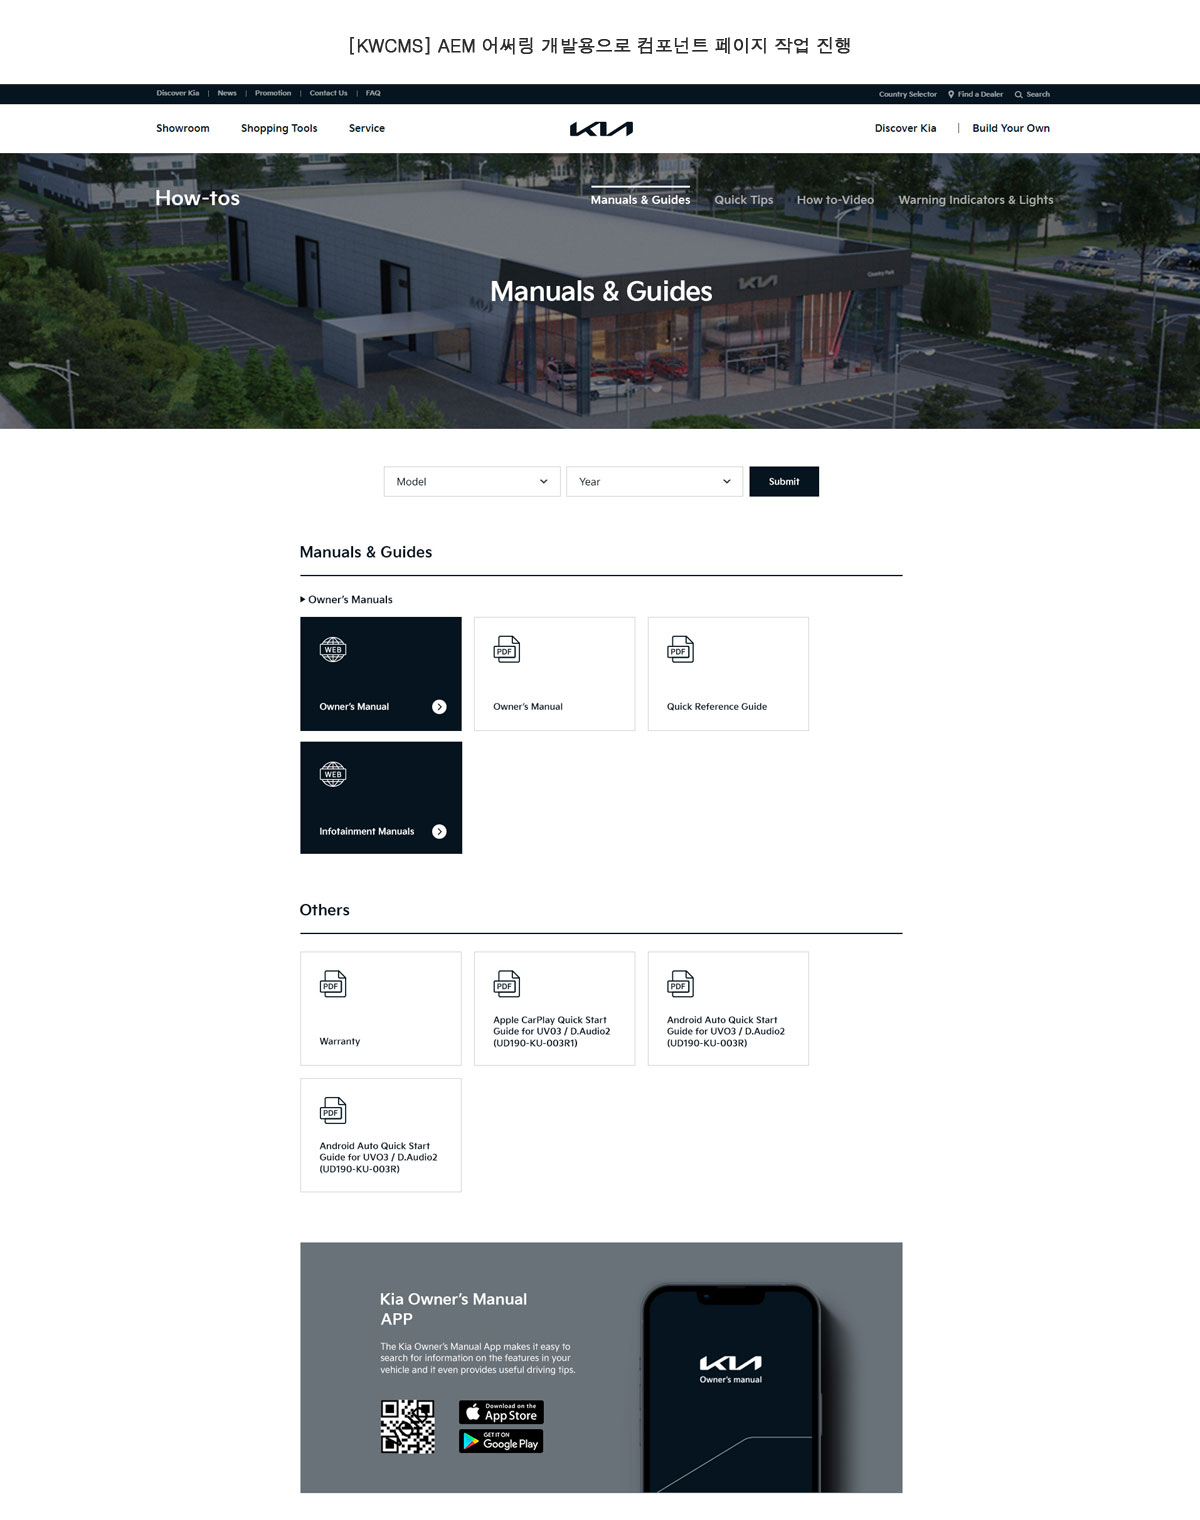 [KWCMS] AEM 어써링 개발용으로 컴포넌트 페이지 작업 진행
Discover Kia | News | Promotion | Contact Us | FAQ
Country Selector Find a Dealer Search
Showroom Shopping Tools Service
KIA
Discover Kia | Build Your Own
How-tos
Manuals & Guides Quick Tips How to-Video Warning Indicators & Lights
Country Park
KIA
Manuals & Guides
Model
Year
Submit
Manuals & Guides
Owner's Manuals
WEB
Owner's Manual
PDF
Owner's Manual
PDF
Quick Reference Guide
WEB
Infotainment Manuals
Others
PDF
Warranty
PDF
Apple CarPlay Quick Start
Guide for UVO3 / D.Audio2
(UD190-KU-003R1)
PDF
Android Auto Quick Start
Guide for UVO3 / D.Audio2
(UD190-KU-003R)
PDF
Android Auto Quick Start
Guide for UVO3 / D.Audio2
(UD190-KU-003R)
Kia Owner's Manual
APP
The Kia Owner's Manual App makes it easy to
search for information on the features in your
vehicle and it even provides useful driving tips.
Download on the
App Store
GET IT ON
Google Play
KIA
Owner's manual